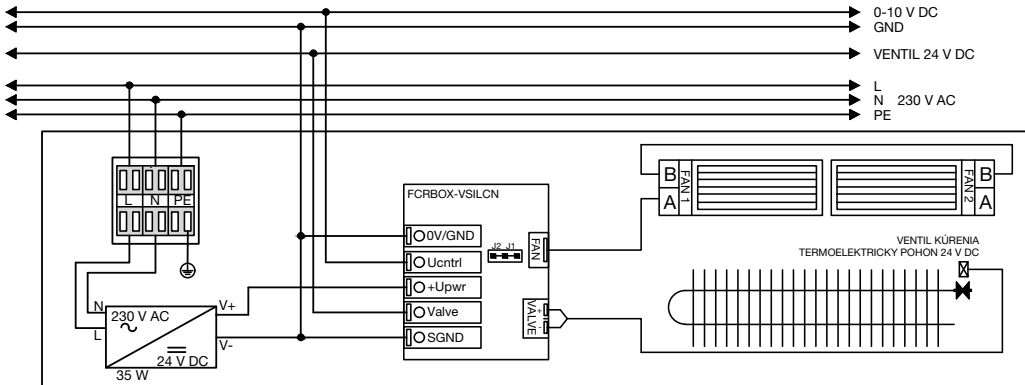 0-10 V DC
GND
VENTIL 24 V DC
L
N 230 V AC
PE
L N PE
FCRBOX-VSILCN
0V/GND
Ucntrl
+Upwr
Valve
SGND
J2 J1
FAN
VALVE
+
-
B
A
FAN 1
FAN 2
B
A
VENTIL KÚRENIA
TERMOELEKTRICKY POHON 24 V DC
N
L
230 V AC
24 V DC
V+
V-
35 W